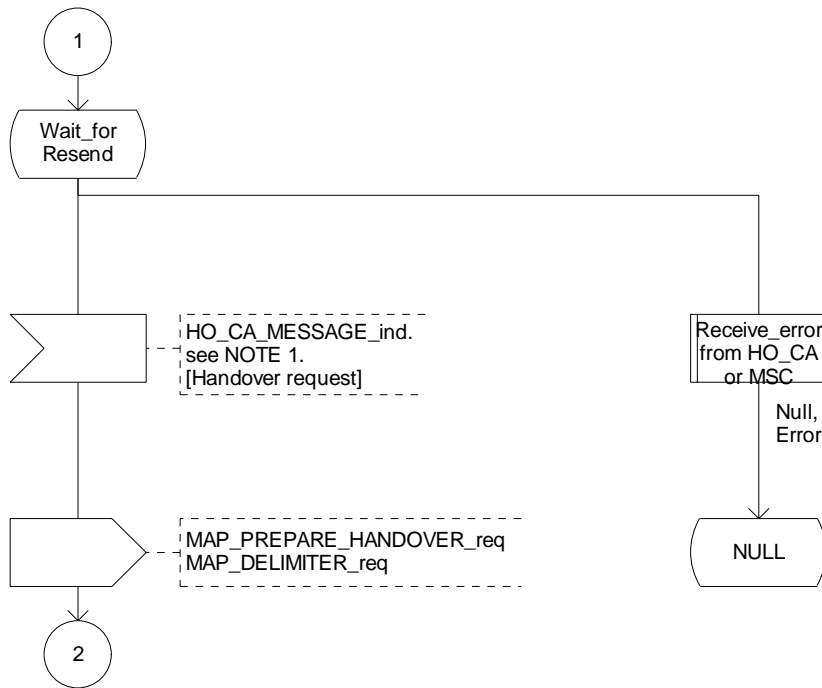 1
Wait_for
Resend
HO_CA_MESSAGE_ind.
see NOTE 1.
[Handover request]
Receive_error
from HO_CA
or MSC
Null,
Error
MAP_PREPARE_HANDOVER_req
MAP_DELIMITER_req
NULL
2